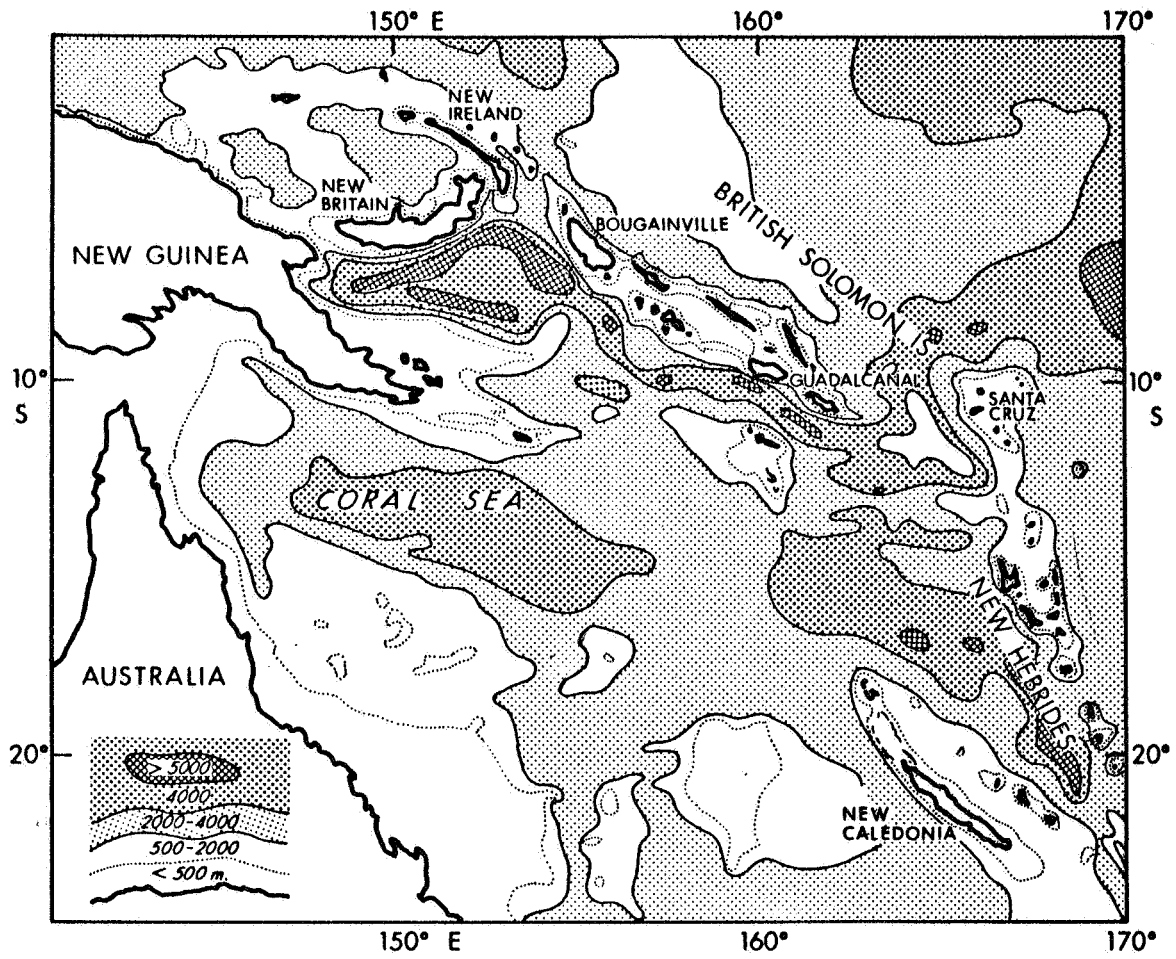 150° E
160°
170°
NEW
IRELAND
NEW
BRITAIN
BOUGAINVILLE
BRITISH SOLOMON IS
NEW GUINEA
10°
S
10°
S
GUADALCANAL
SANTA
CRUZ
CORAL SEA
NEW HEBRIDES
AUSTRALIA
20°
20°
> 5000
4000
2000-4000
500-2000
< 500 m.
NEW
CALEDONIA
150° E
160°
170°